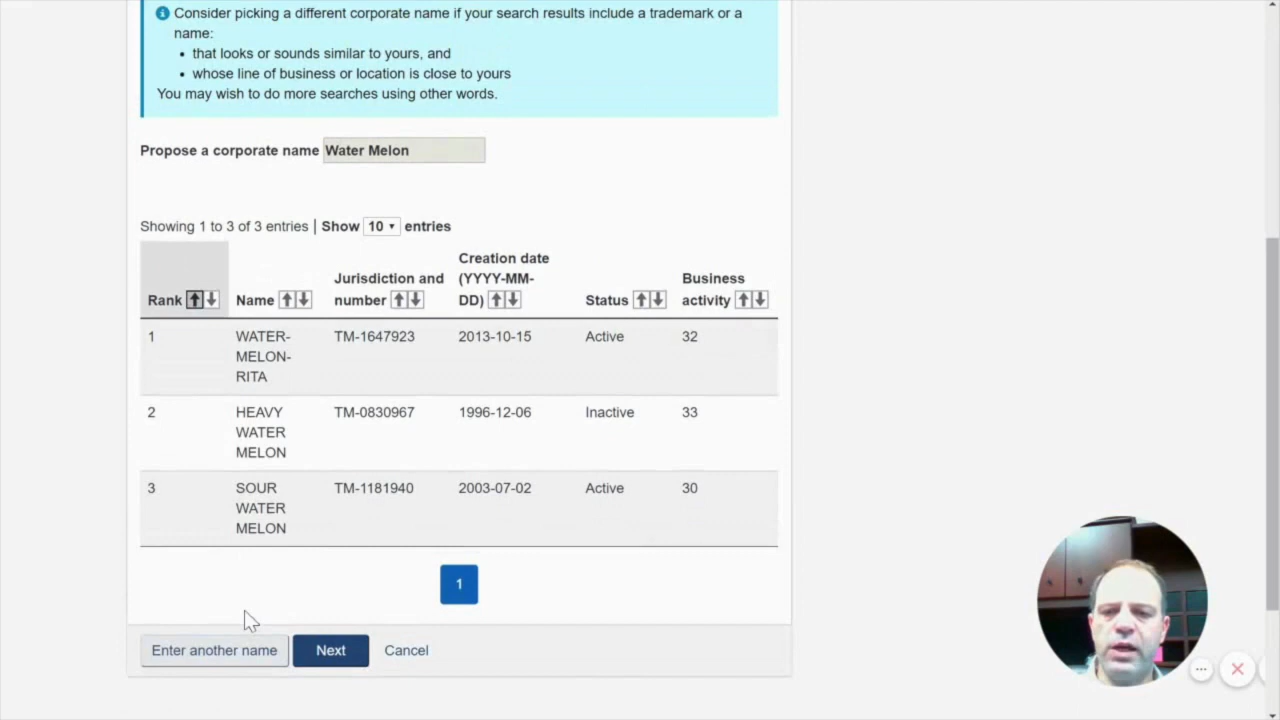 Consider picking a different corporate name if your search results include a trademark or a
name:
that looks or sounds similar to yours, and
whose line of business or location is close to yours
You may wish to do more searches using other words.
Propose a corporate name Water Melon
Showing 1 to 3 of 3 entries | Show 10 entries
Rank
Name
Jurisdiction and
number
Creation date
(YYYY-MM-
DD)
Status
Business
activity
1
WATER-
MELON-
RITA
TM-1647923
2013-10-15
Active
32
2
HEAVY
WATER
MELON
TM-0830967
1996-12-06
Inactive
33
3
SOUR
WATER
MELON
TM-1181940
2003-07-02
Active
30
1
Enter another name
Next
Cancel